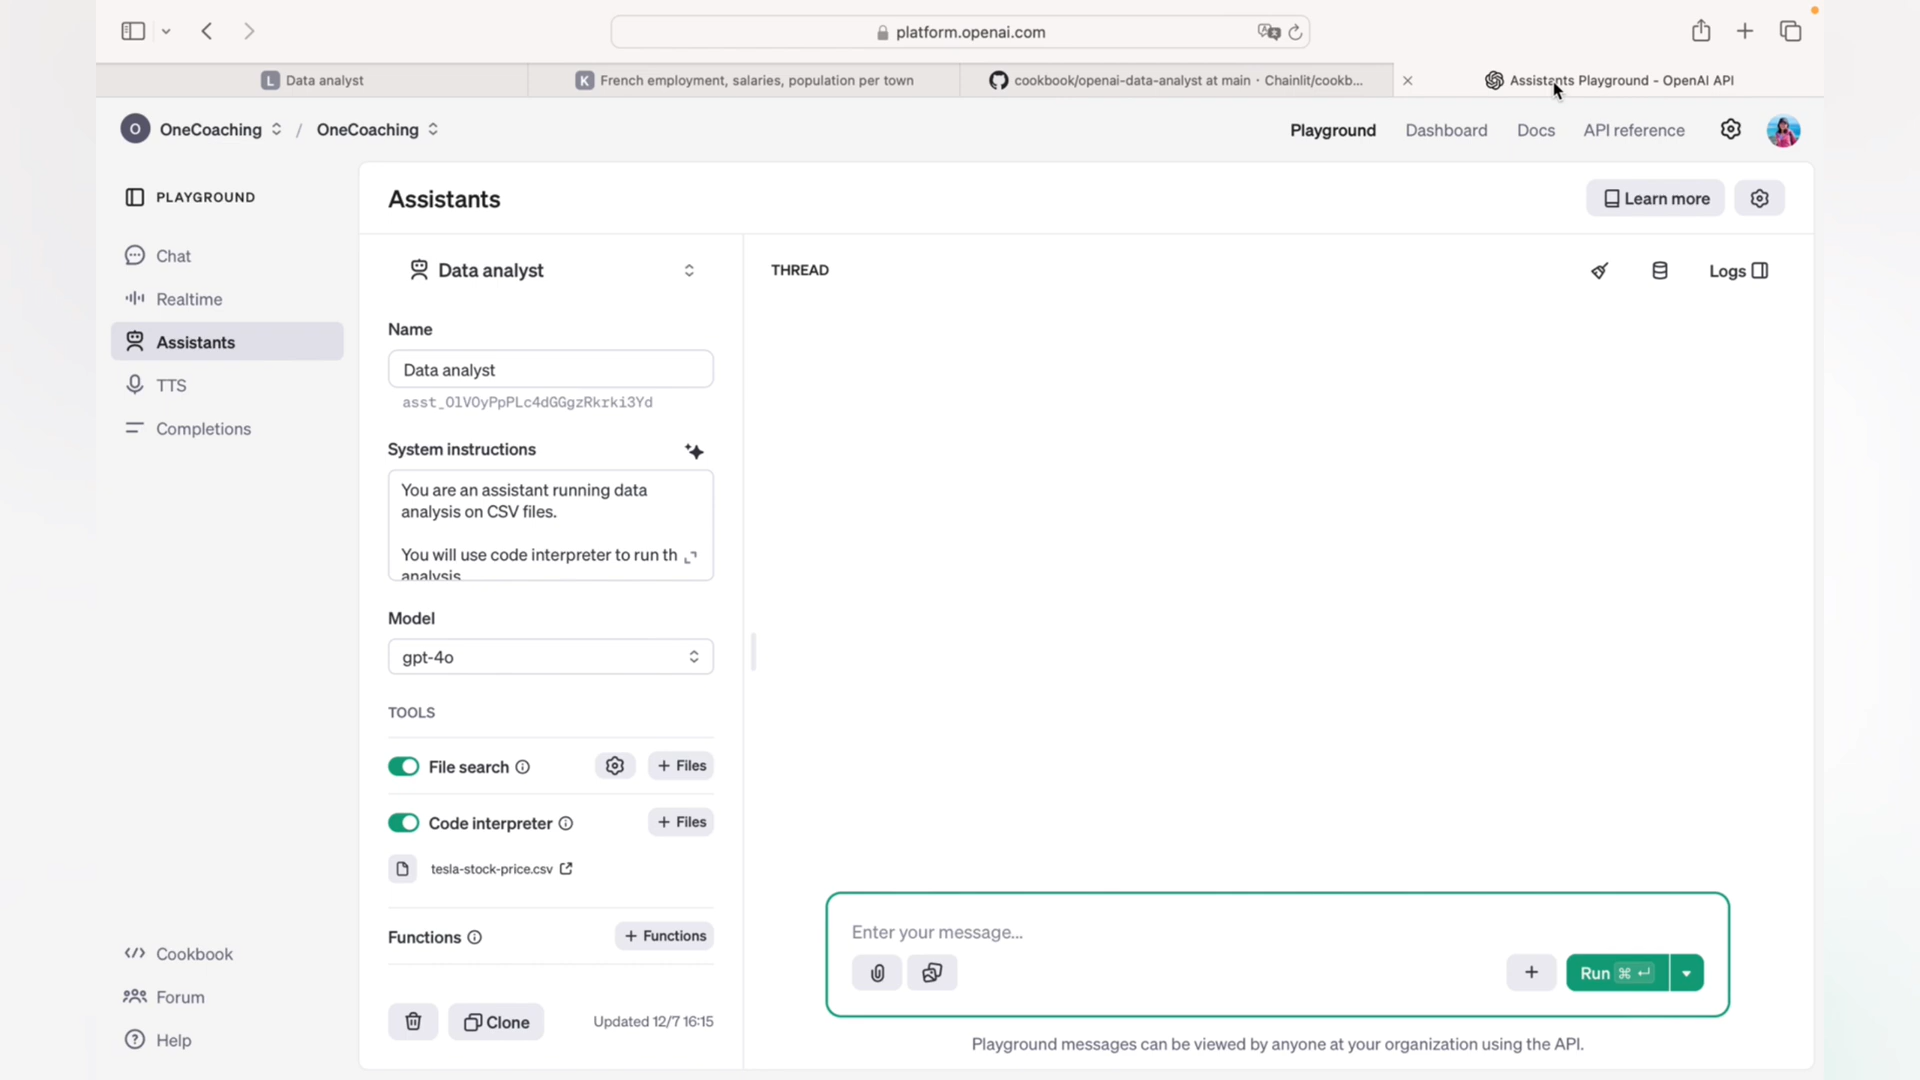 platform.openai.com
L Data analyst
K French employment, salaries, population per town
cookbook/openai-data-analyst at main · Chainlit/cookb...
Assistants Playground - OpenAI API
O OneCoaching / OneCoaching
Playground Dashboard Docs API reference
PLAYGROUND
Chat
Realtime
Assistants
TTS
Completions
Cookbook
Forum
Help
Assistants
Learn more
Data analyst
Name
Data analyst
asst_OlVOyPpPLc4dGGgzRkrki3Yd
System instructions
You are an assistant running data
analysis on CSV files.
You will use code interpreter to run th
analysis
Model
gpt-4o
TOOLS
File search + Files
Code interpreter + Files
tesla-stock-price.csv
Functions + Functions
Clone Updated 12/7 16:15
THREAD Logs
Enter your message...
Run ⌘ ↵
Playground messages can be viewed by anyone at your organization using the API.